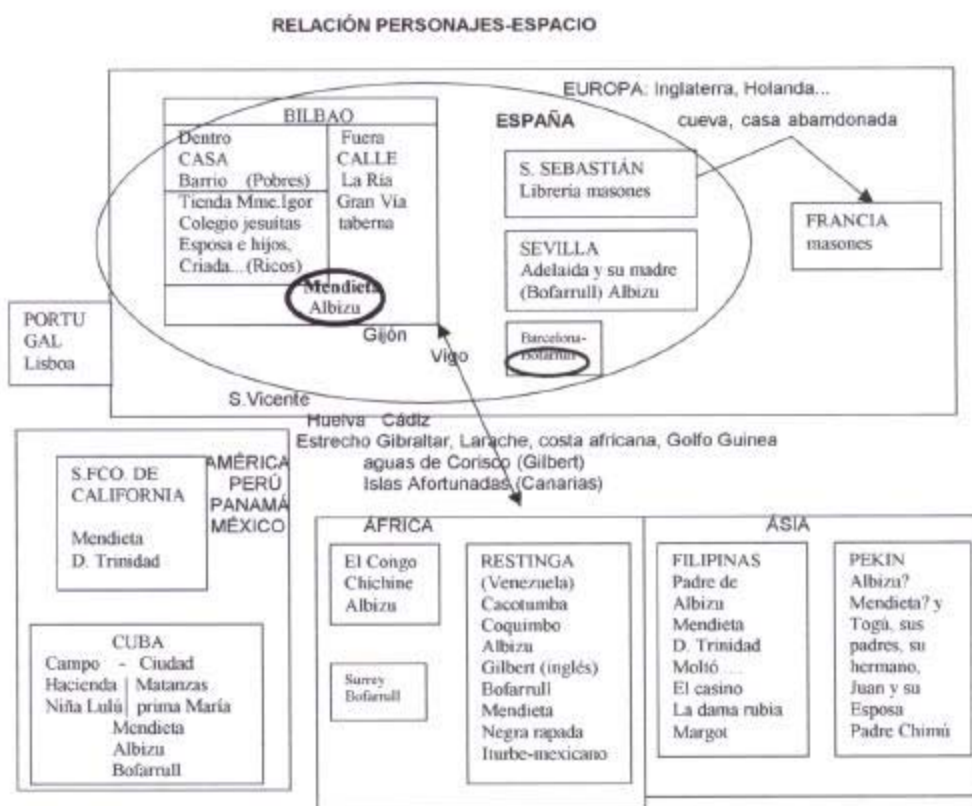 RELACIÓN PERSONAJES-ESPACIO
EUROPA: Inglaterra, Holanda...
cueva, casa abamdonada
ESPAÑA
BILBAO
Dentro
CASA
Barrio (Pobres)
Tienda Mme.Igor
Colegio jesuitas
Esposa e hijos,
Criada...(Ricos)
Fuera
CALLE
La Ría
Gran Vía
taberna
Mendieta
Albizu
S. SEBASTIÁN
Librería masones
SEVILLA
Adelaida y su madre
(Bofarrull) Albizu
Barcelona-
Bofarrull
FRANCIA
masones
PORTU
GAL
Lisboa
Gijón
Vigo
S.Vicente
Huelva Cádiz
Estrecho Gibraltar, Larache, costa africana, Golfo Guinea
aguas de Corisco (Gilbert)
Islas Afortunadas (Canarias)
AMÉRICA
PERÚ
PANAMÁ
MÉXICO
S.FCO. DE
CALIFORNIA
Mendieta
D. Trinidad
CUBA
Campo - Ciudad
Hacienda | Matanzas
Niña Lulú | prima María
Mendieta
Albizu
Bofarrull
ÁFRICA
El Congo
Chichine
Albizu
Surrey
Bofarrull
RESTINGA
(Venezuela)
Cacotumba
Coquimbo
Albizu
Gilbert (inglés)
Bofarrull
Mendieta
Negra rapada
Iturbe-mexicano
ÁSIA
FILIPINAS
Padre de
Albizu
Mendieta
D. Trinidad
Moltó ....
El casino
La dama rubia
Margot
PEKIN
Albizu?
Mendieta? y
Togú, sus
padres, su
hermano,
Juan y su
Esposa
Padre Chimú